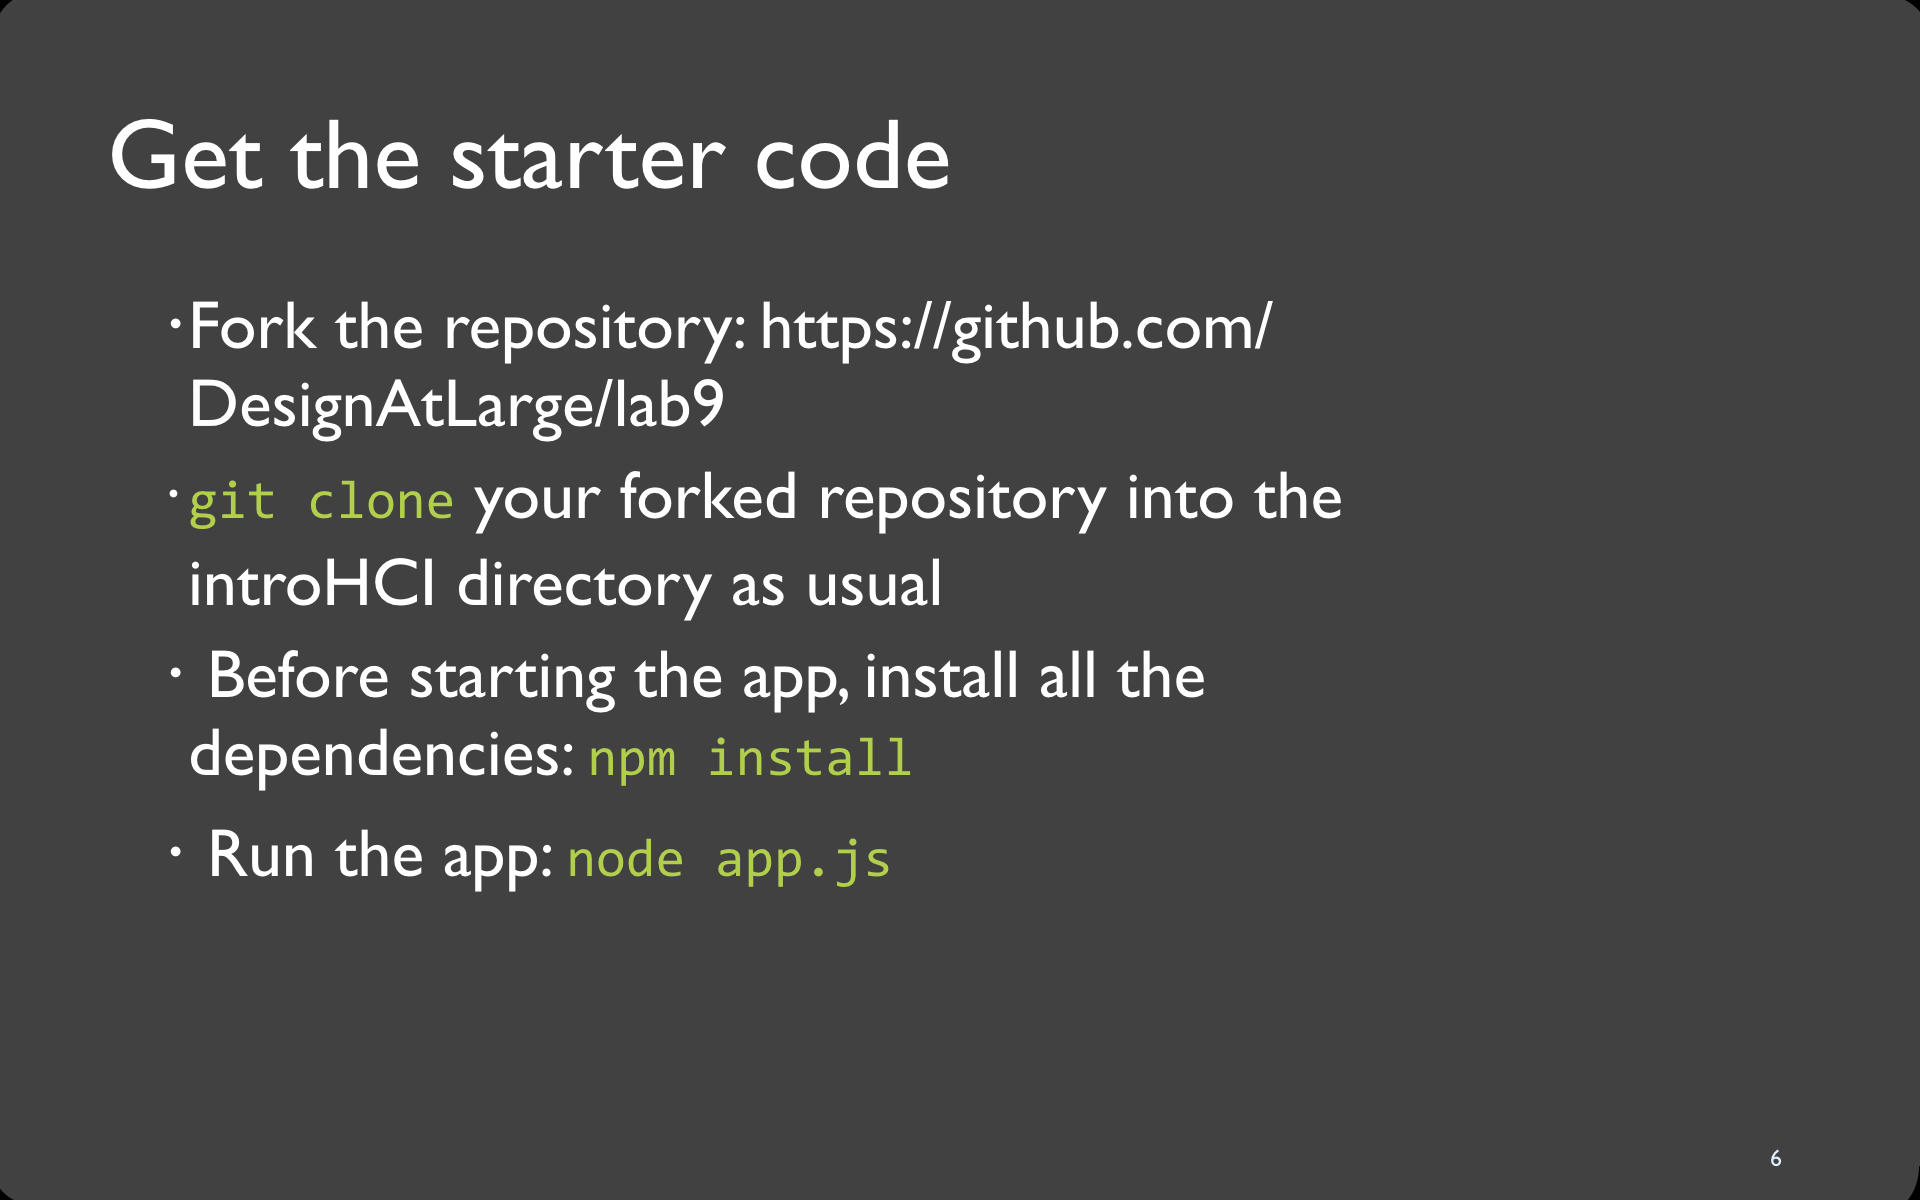 Get the starter code
•Fork the repository: https://github.com/
DesignAtLarge/lab9
•git clone your forked repository into the
introHCI directory as usual
• Before starting the app, install all the
dependencies: npm install
• Run the app: node app.js
6